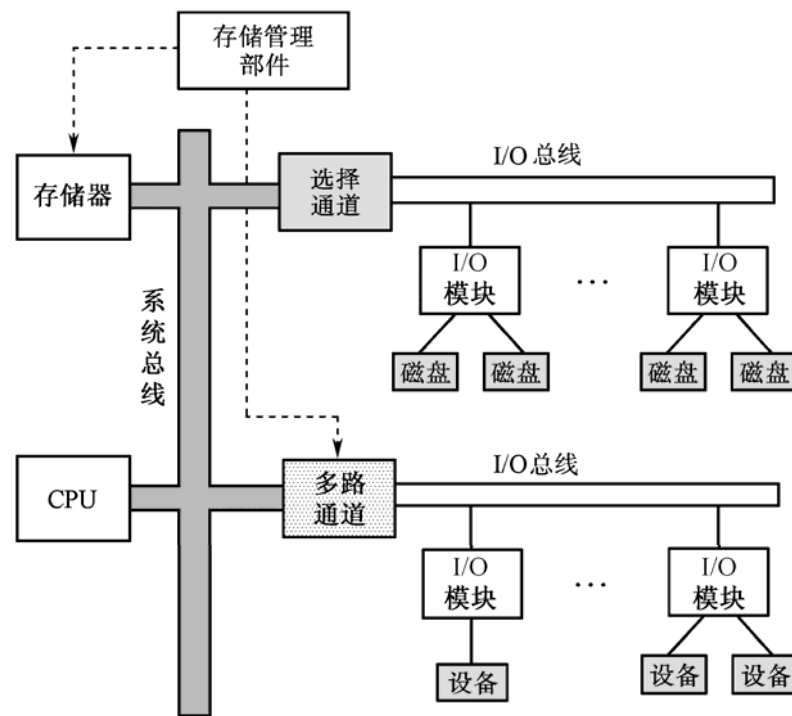 存储管理
部件
存储器
选择
通道
I/O 总线
I/O
模块
…
I/O
模块
磁盘
磁盘
磁盘
磁盘
系
统
总
线
CPU
多路
通道
I/O 总线
I/O
模块
…
I/O
模块
设备
设备
设备